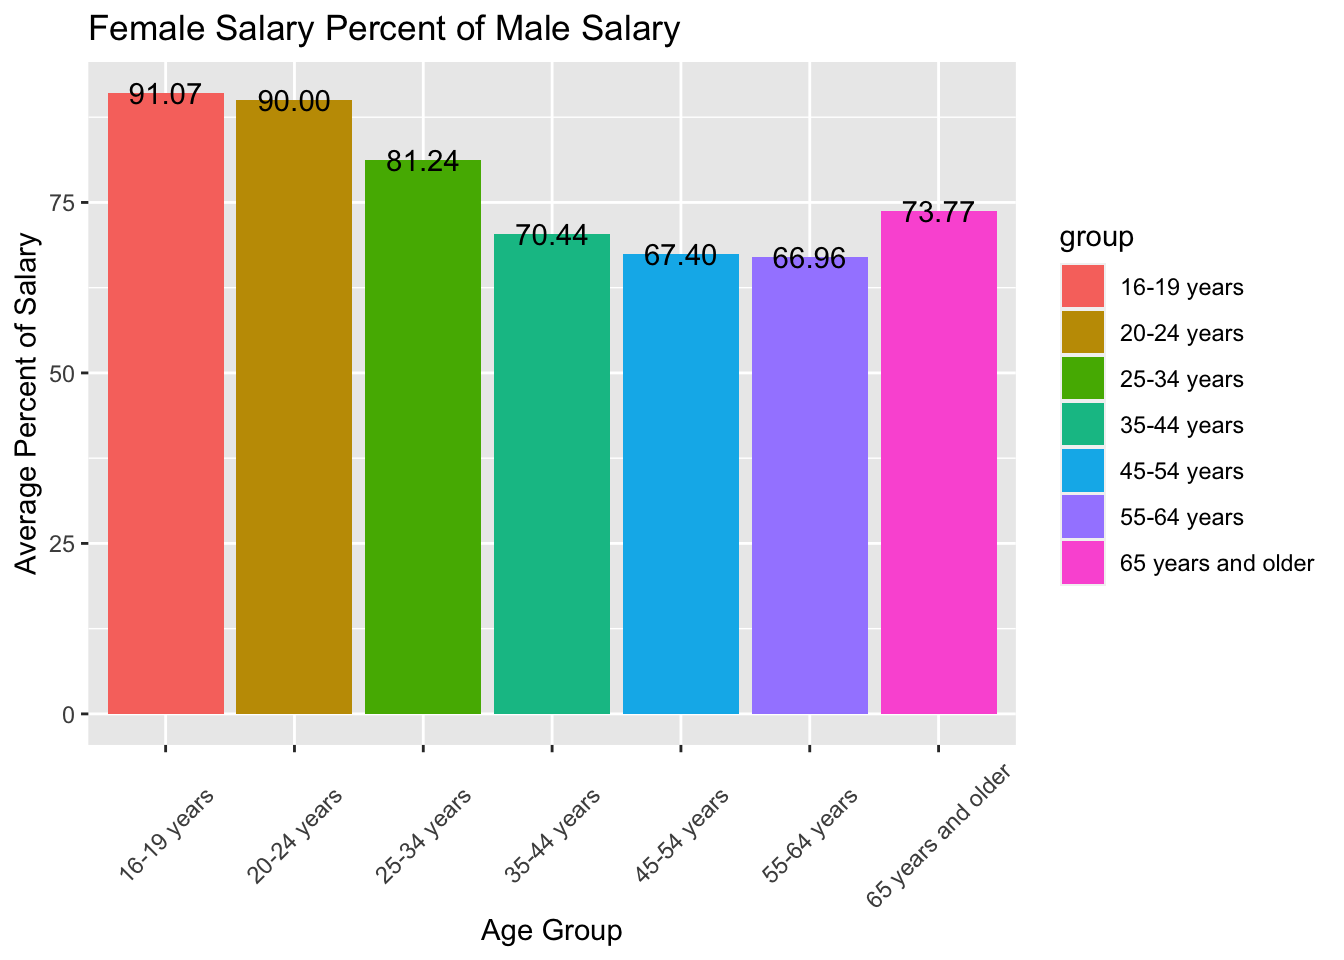 Female Salary Percent of Male Salary
Average Percent of Salary
75
50
25
0
91.07
90.00
81.24
70.44
67.40
66.96
73.77
16-19 years
20-24 years
25-34 years
35-44 years
45-54 years
55-64 years
65 years and older
Age Group
group
16-19 years
20-24 years
25-34 years
35-44 years
45-54 years
55-64 years
65 years and older